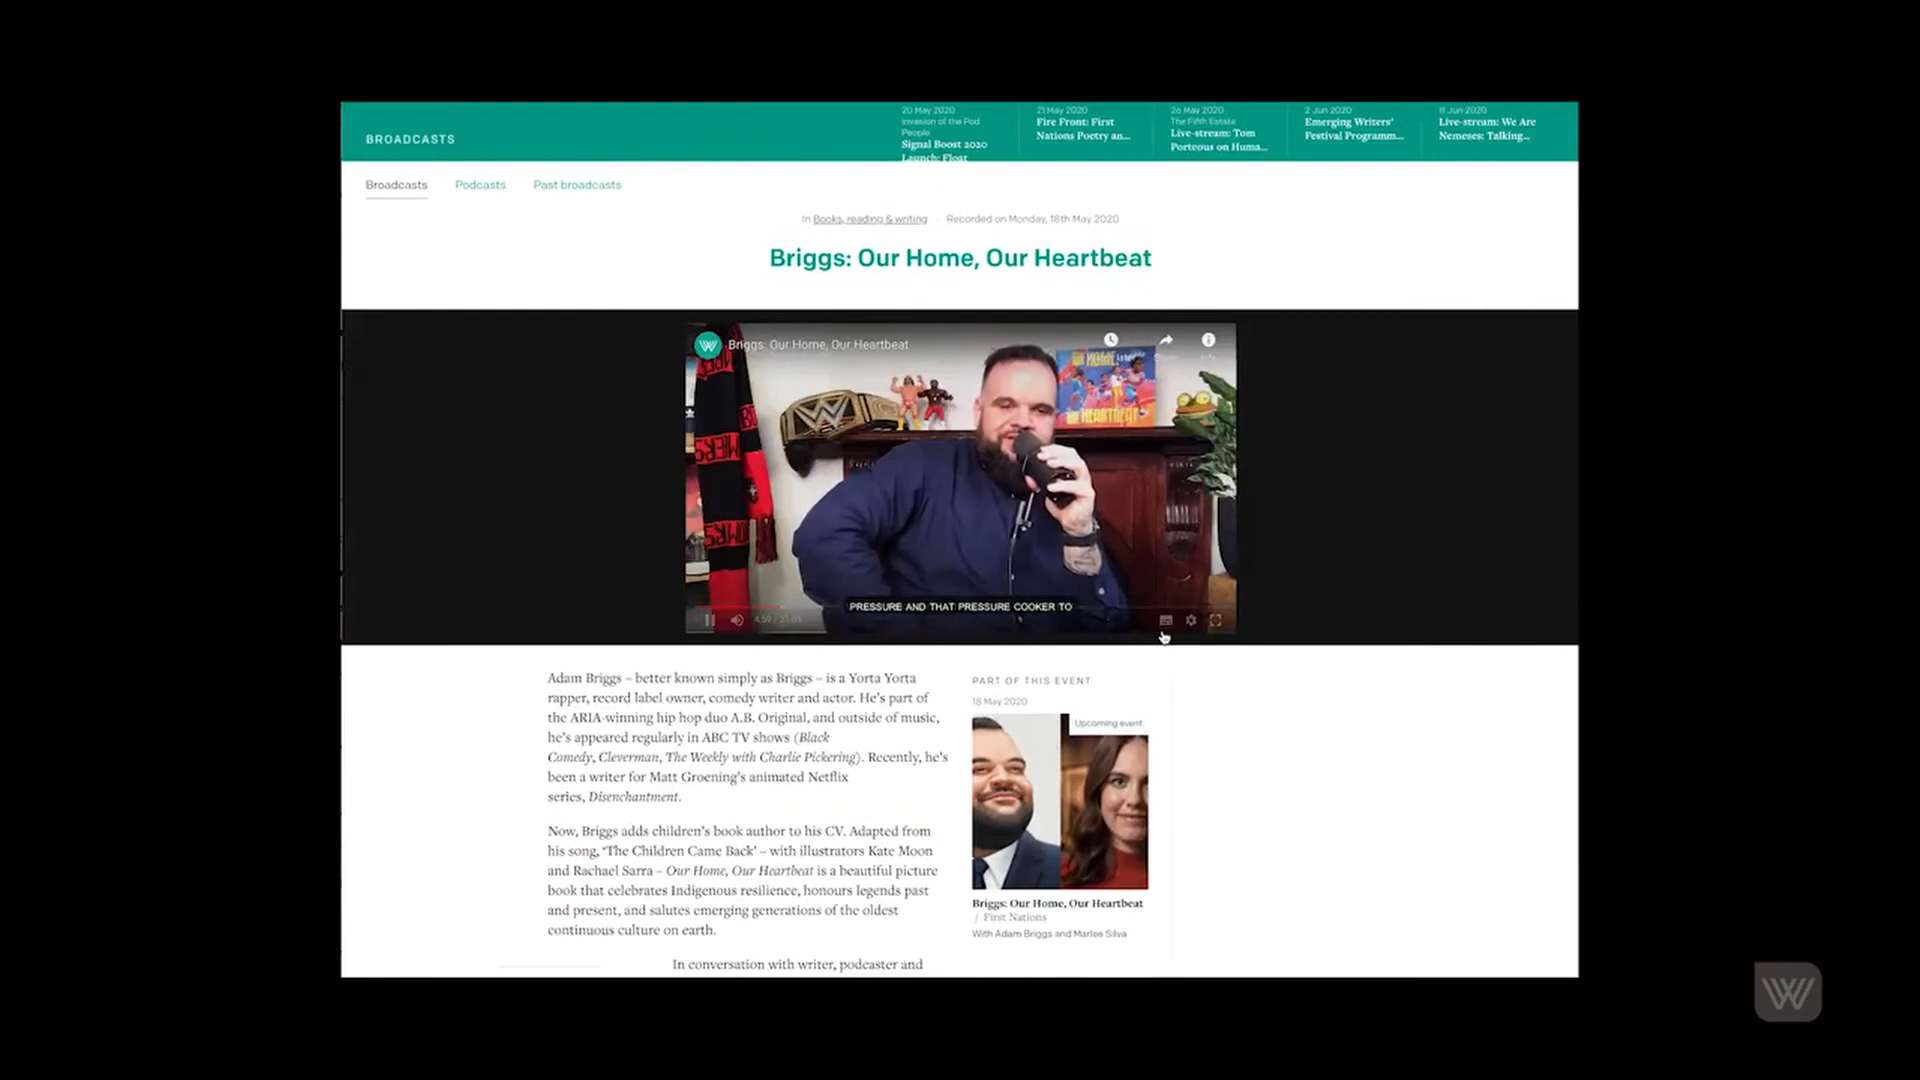 BROADCASTS
20 May 2020
Invasion of the Pod
People
Signal Boost 2020
Launch: Float
21 May 2020
Fire Front: First
Nations Poetry an...
26 May 2020
The Fifth Estate
Live-stream: Tom
Porteous on Huma...
2 Jun 2020
Emerging Writers'
Festival Programm...
11 Jun 2020
Live-stream: We Are
Nemeses: Talking...
Broadcasts
Podcasts
Past broadcasts
In Books, reading & writing
Recorded on Monday, 18th May 2020
Briggs: Our Home, Our Heartbeat
Briggs: Our Home, Our Heartbeat
HEARTBEAT
PRESSURE AND THAT PRESSURE COOKER TO
4:59 / 31:05
Adam Briggs – better known simply as Briggs – is a Yorta Yorta
rapper, record label owner, comedy writer and actor. He's part of
the ARIA-winning hip hop duo A.B. Original, and outside of music,
he's appeared regularly in ABC TV shows (Black
Comedy, Cleverman, The Weekly with Charlie Pickering). Recently, he's
been a writer for Matt Groening's animated Netflix
series, Disenchantment.
Now, Briggs adds children's book author to his CV. Adapted from
his song, 'The Children Came Back' – with illustrators Kate Moon
and Rachael Sarra – Our Home, Our Heartbeat is a beautiful picture
book that celebrates Indigenous resilience, honours legends past
and present, and salutes emerging generations of the oldest
continuous culture on earth.
In conversation with writer, podcaster and
PART OF THIS EVENT
18 May 2020
Upcoming event
Briggs: Our Home, Our Heartbeat
/ First Nations
With Adam Briggs and Marlee Silva
W